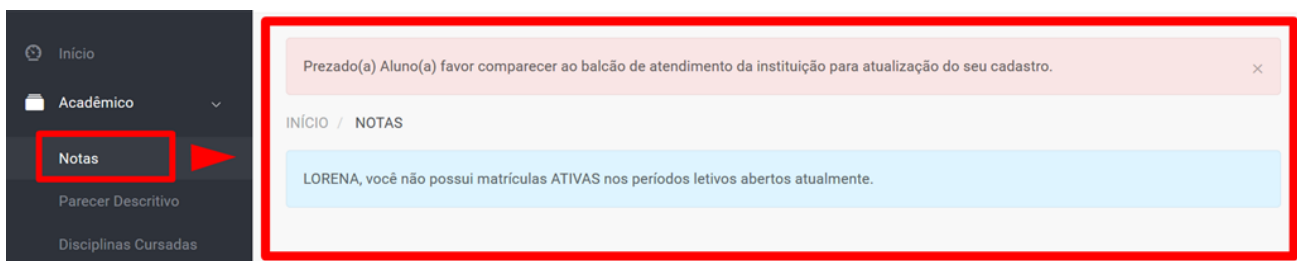 Início
Acadêmico
Notas
Parecer Descritivo
Disciplinas Cursadas
Prezado(a) Aluno(a) favor comparecer ao balcão de atendimento da instituição para atualização do seu cadastro. ×
INÍCIO / NOTAS
LORENA, você não possui matrículas ATIVAS nos períodos letivos abertos atualmente.